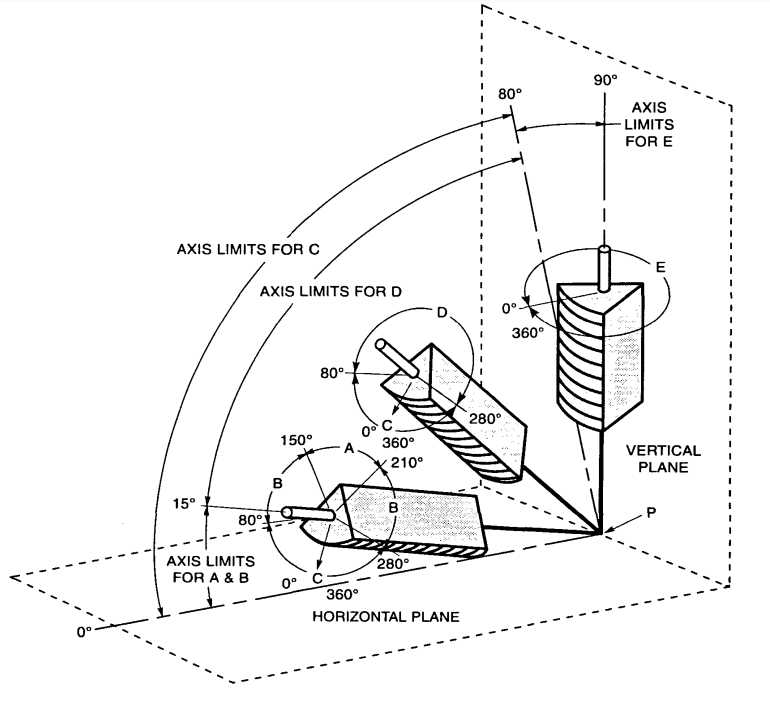 80°
90°
AXIS
LIMITS
FOR E
AXIS LIMITS FOR C
E
AXIS LIMITS FOR D
0°
360°
D
80°
280°
C
0°
360°
150°
A
210°
VERTICAL
PLANE
B
15°
B
P
80°
AXIS LIMITS
FOR A & B
280°
C
0°
360°
HORIZONTAL PLANE
0°